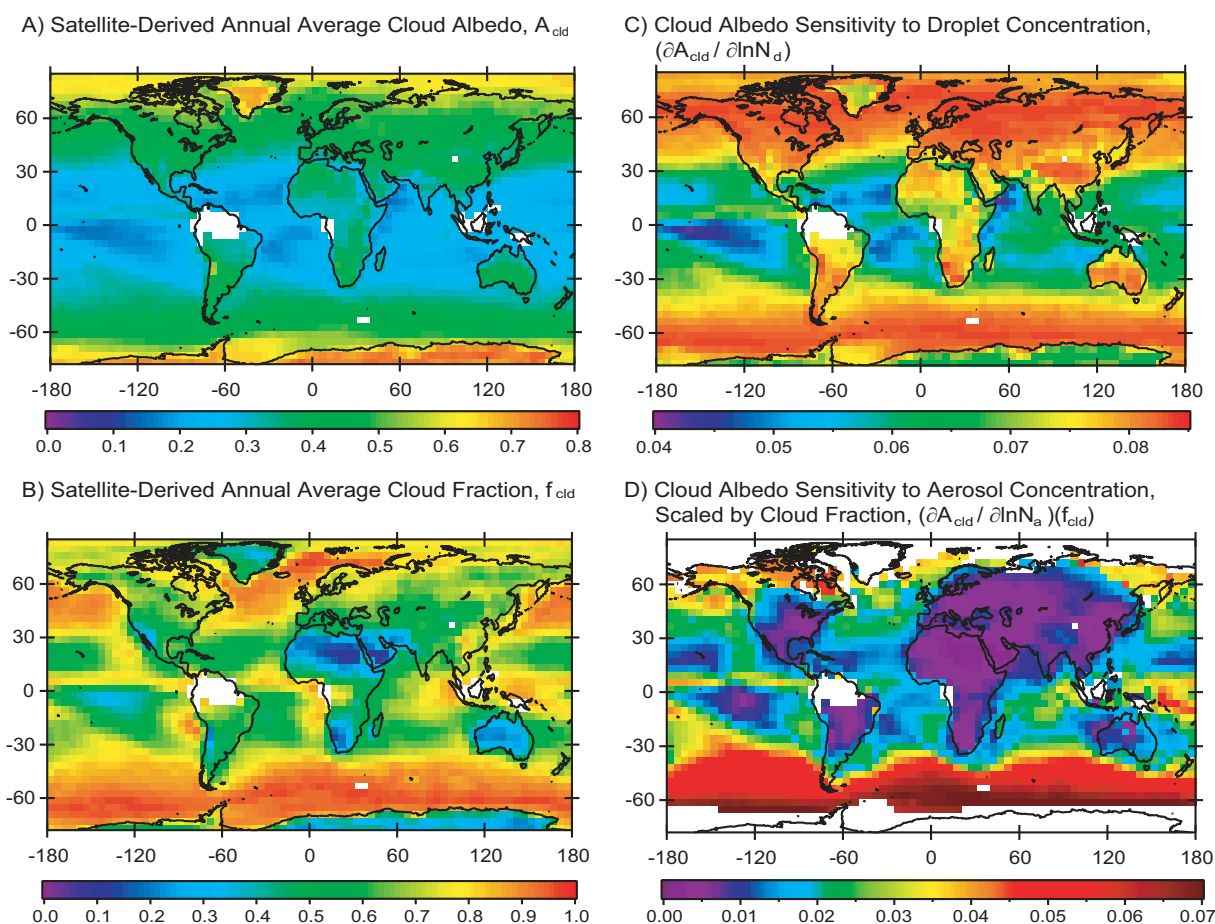 A) Satellite-Derived Annual Average Cloud Albedo, A cld
60
30
0
-30
-60
-180 -120 -60 0 60 120 180
0.0 0.1 0.2 0.3 0.4 0.5 0.6 0.7 0.8
B) Satellite-Derived Annual Average Cloud Fraction, f cld
60
30
0
-30
-60
-180 -120 -60 0 60 120 180
0.0 0.1 0.2 0.3 0.4 0.5 0.6 0.7 0.8 0.9 1.0
C) Cloud Albedo Sensitivity to Droplet Concentration,
(∂A cld / ∂lnN d)
60
30
0
-30
-60
-180 -120 -60 0 60 120 180
0.04 0.05 0.06 0.07 0.08
D) Cloud Albedo Sensitivity to Aerosol Concentration,
Scaled by Cloud Fraction, (∂A cld / ∂lnN a )(f cld)
60
30
0
-30
-60
-180 -120 -60 0 60 120 180
0.00 0.01 0.02 0.03 0.04 0.05 0.06 0.07